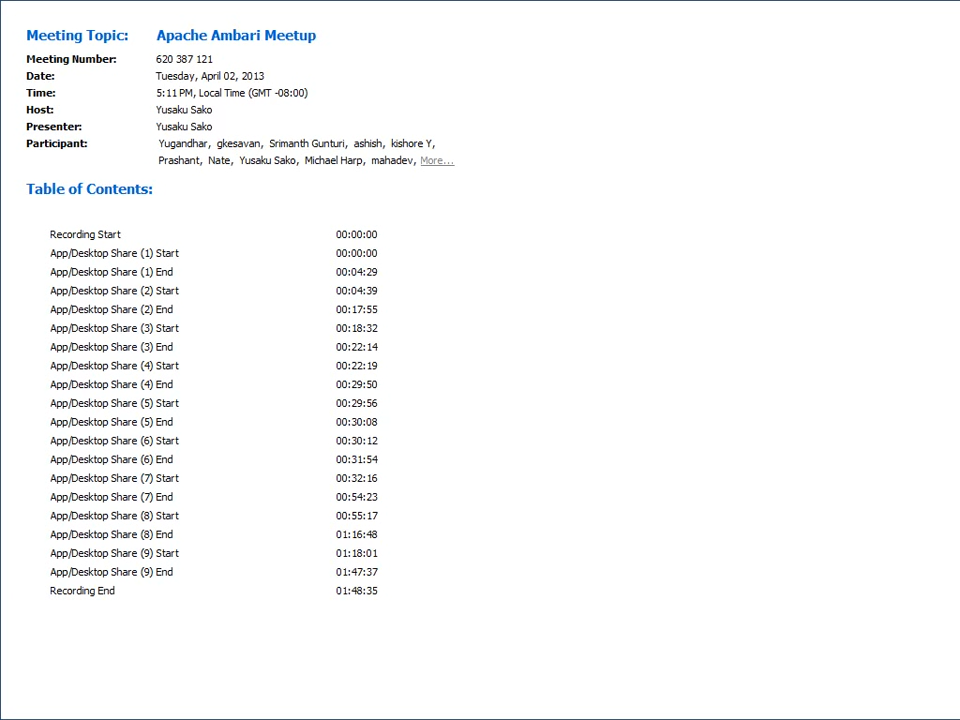 Meeting Topic: Apache Ambari Meetup
Meeting Number: 620 387 121
Date: Tuesday, April 02, 2013
Time: 5:11 PM, Local Time (GMT -08:00)
Host: Yusaku Sako
Presenter: Yusaku Sako
Participant: Yugandhar, gkesavan, Srimanth Gunturi, ashish, kishore Y,
Prashant, Nate, Yusaku Sako, Michael Harp, mahadev, More...
Table of Contents:
Recording Start 00:00:00
App/Desktop Share (1) Start 00:00:00
App/Desktop Share (1) End 00:04:29
App/Desktop Share (2) Start 00:04:39
App/Desktop Share (2) End 00:17:55
App/Desktop Share (3) Start 00:18:32
App/Desktop Share (3) End 00:22:14
App/Desktop Share (4) Start 00:22:19
App/Desktop Share (4) End 00:29:50
App/Desktop Share (5) Start 00:29:56
App/Desktop Share (5) End 00:30:08
App/Desktop Share (6) Start 00:30:12
App/Desktop Share (6) End 00:31:54
App/Desktop Share (7) Start 00:32:16
App/Desktop Share (7) End 00:54:23
App/Desktop Share (8) Start 00:55:17
App/Desktop Share (8) End 01:16:48
App/Desktop Share (9) Start 01:18:01
App/Desktop Share (9) End 01:47:37
Recording End 01:48:35